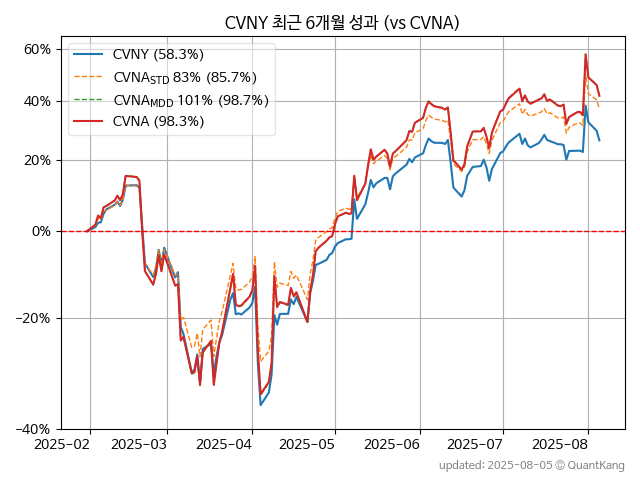 CVNY 최근 6개월 성과 (vs CVNA)
CVNY (58.3%)
CVNA_STD 83% (85.7%)
CVNA_MDD 101% (98.7%)
CVNA (98.3%)
60%
40%
20%
0%
−20%
−40%
2025-02
2025-03
2025-04
2025-05
2025-06
2025-07
2025-08
updated: 2025-08-05 © QuantKang